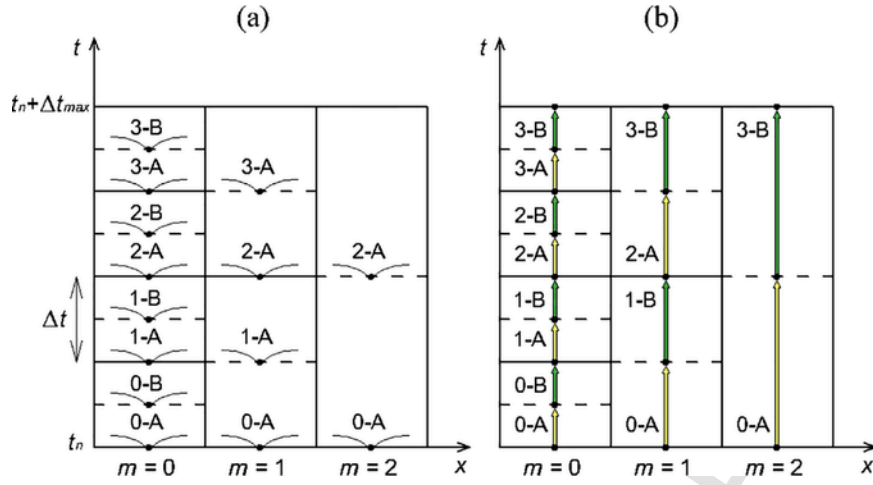 (a) (b)
t t
tₙ+Δtmax
3-B 3-B 3-B 3-B
3-A 3-A 3-A
2-B 2-B
2-A 2-A 2-A 2-A 2-A
1-B 1-B 1-B
Δt
1-A 1-A 1-A
0-B 0-B
0-A 0-A 0-A 0-A 0-A 0-A
tₙ
m = 0 m = 1 m = 2 x m = 0 m = 1 m = 2 x